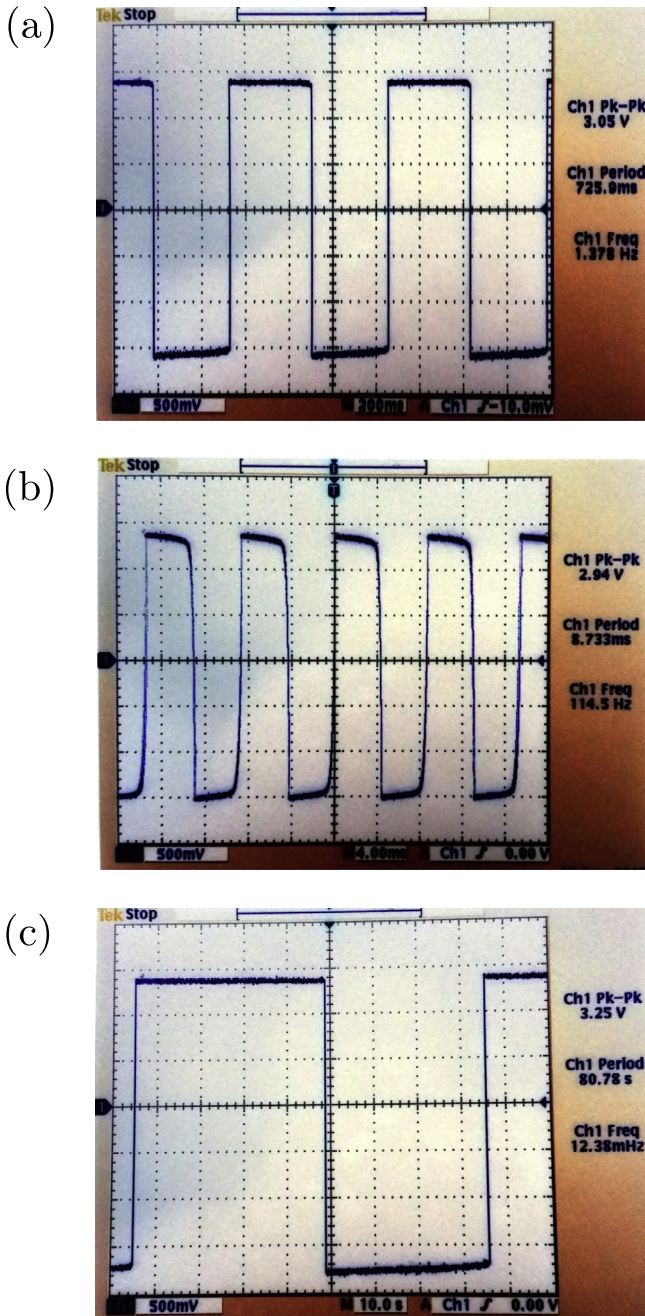 (a)
Tek Stop
Ch1 Pk-Pk
3.05 V
Ch1 Period
725.9ms
Ch1 Freq
1.378 Hz
500mV
M 200ms A Ch1 ʃ -10.0mV
(b)
Tek Stop
T
Ch1 Pk-Pk
2.94 V
Ch1 Period
8.733ms
Ch1 Freq
114.5 Hz
500mV
M 4.00ms A Ch1 ʃ 0.00 V
(c)
Tek Stop
Ch1 Pk-Pk
3.25 V
Ch1 Period
80.78 s
Ch1 Freq
12.38mHz
500mV
M 10.0 s A Ch1 ʃ 0.00 V